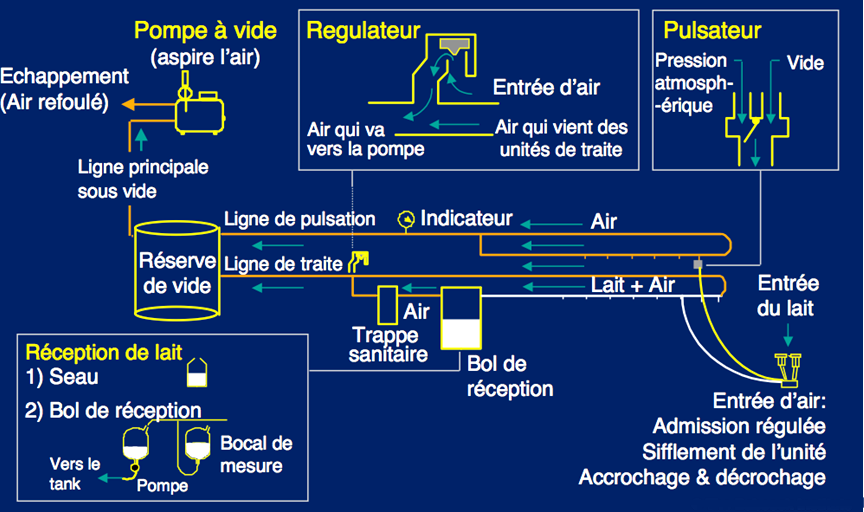 Pompe à vide
(aspire l'air)
Echappement
(Air refoulé)
Ligne principale
sous vide
Regulateur
Entrée d'air
Air qui va
vers la pompe
Air qui vient des
unités de traite
Pulsateur
Pression
atmosph-
-érique
Vide
Ligne de pulsation
Indicateur
Air
Réserve
de vide
Ligne de traite
Lait + Air
Air
Trappe
sanitaire
Bol de
réception
Entrée
du lait
Entrée d'air:
Admission régulée
Sifflement de l'unité
Accrochage & décrochage
Réception de lait
1) Seau
2) Bol de réception
Bocal de
mesure
Vers le
tank
Pompe